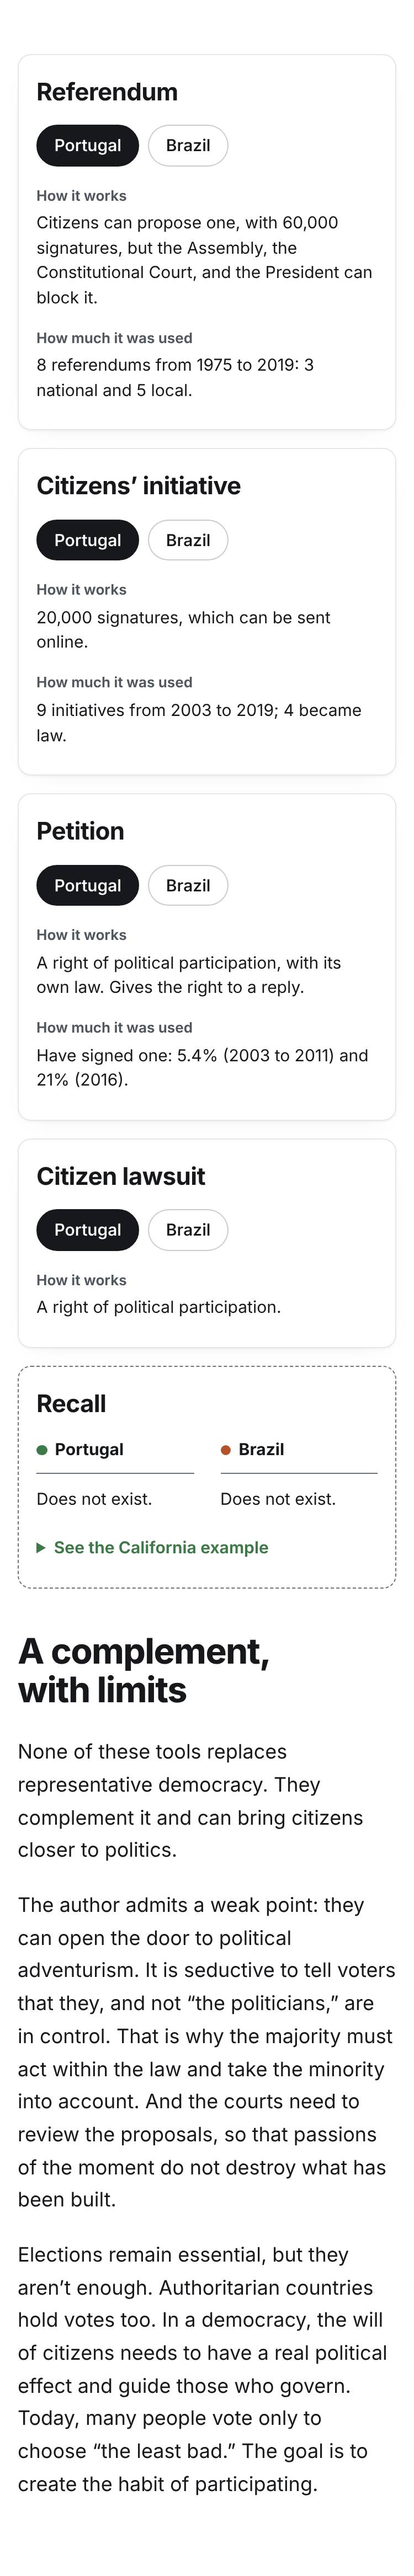 Referendum
Portugal Brazil
How it works
Citizens can propose one, with 60,000
signatures, but the Assembly, the
Constitutional Court, and the President can
block it.
How much it was used
8 referendums from 1975 to 2019: 3
national and 5 local.
Citizens’ initiative
Portugal Brazil
How it works
20,000 signatures, which can be sent
online.
How much it was used
9 initiatives from 2003 to 2019; 4 became
law.
Petition
Portugal Brazil
How it works
A right of political participation, with its
own law. Gives the right to a reply.
How much it was used
Have signed one: 5.4% (2003 to 2011) and
21% (2016).
Citizen lawsuit
Portugal Brazil
How it works
A right of political participation.
Recall
Portugal Brazil
Does not exist. Does not exist.
See the California example
A complement,
with limits
None of these tools replaces
representative democracy. They
complement it and can bring citizens
closer to politics.
The author admits a weak point: they
can open the door to political
adventurism. It is seductive to tell voters
that they, and not “the politicians,” are
in control. That is why the majority must
act within the law and take the minority
into account. And the courts need to
review the proposals, so that passions
of the moment do not destroy what has
been built.
Elections remain essential, but they
aren’t enough. Authoritarian countries
hold votes too. In a democracy, the will
of citizens needs to have a real political
effect and guide those who govern.
Today, many people vote only to
choose “the least bad.” The goal is to
create the habit of participating.